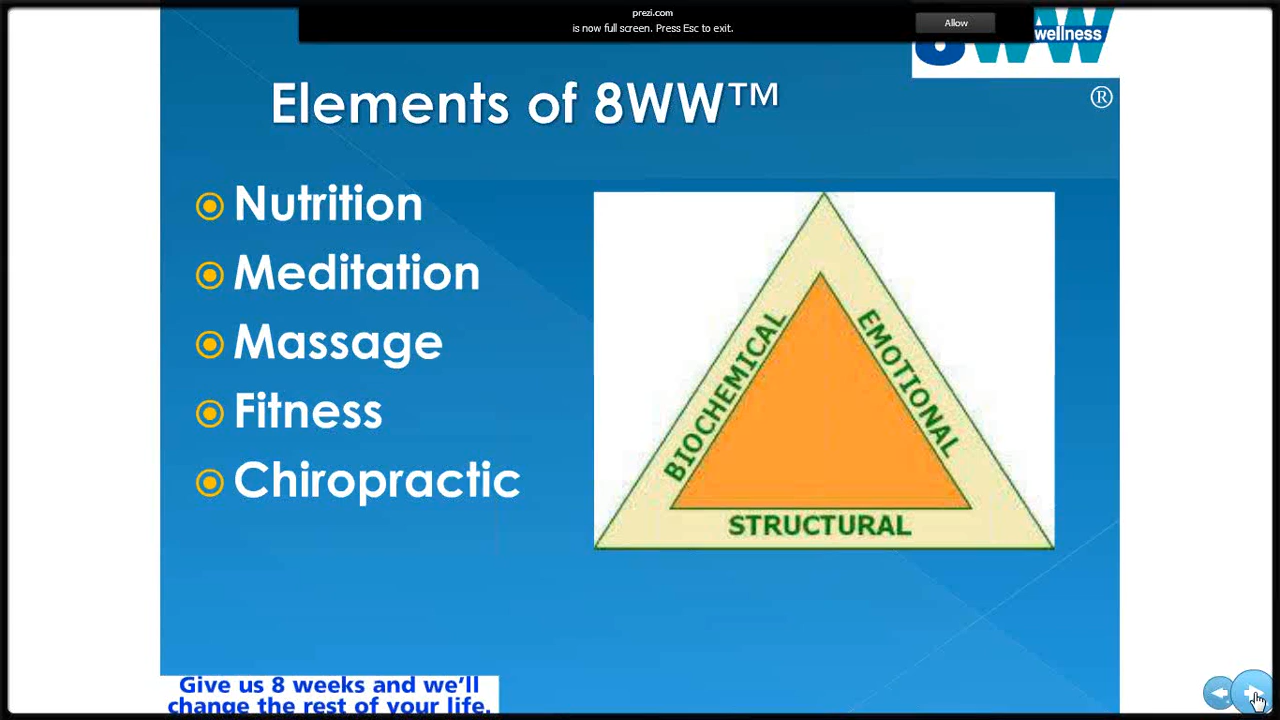 prezi.com
is now full screen. Press Esc to exit.
Allow
8WW
wellness
®
Elements of 8WW™
Nutrition
Meditation
Massage
Fitness
Chiropractic
BIOCHEMICAL
EMOTIONAL
STRUCTURAL
Give us 8 weeks and we'll
change the rest of your life.